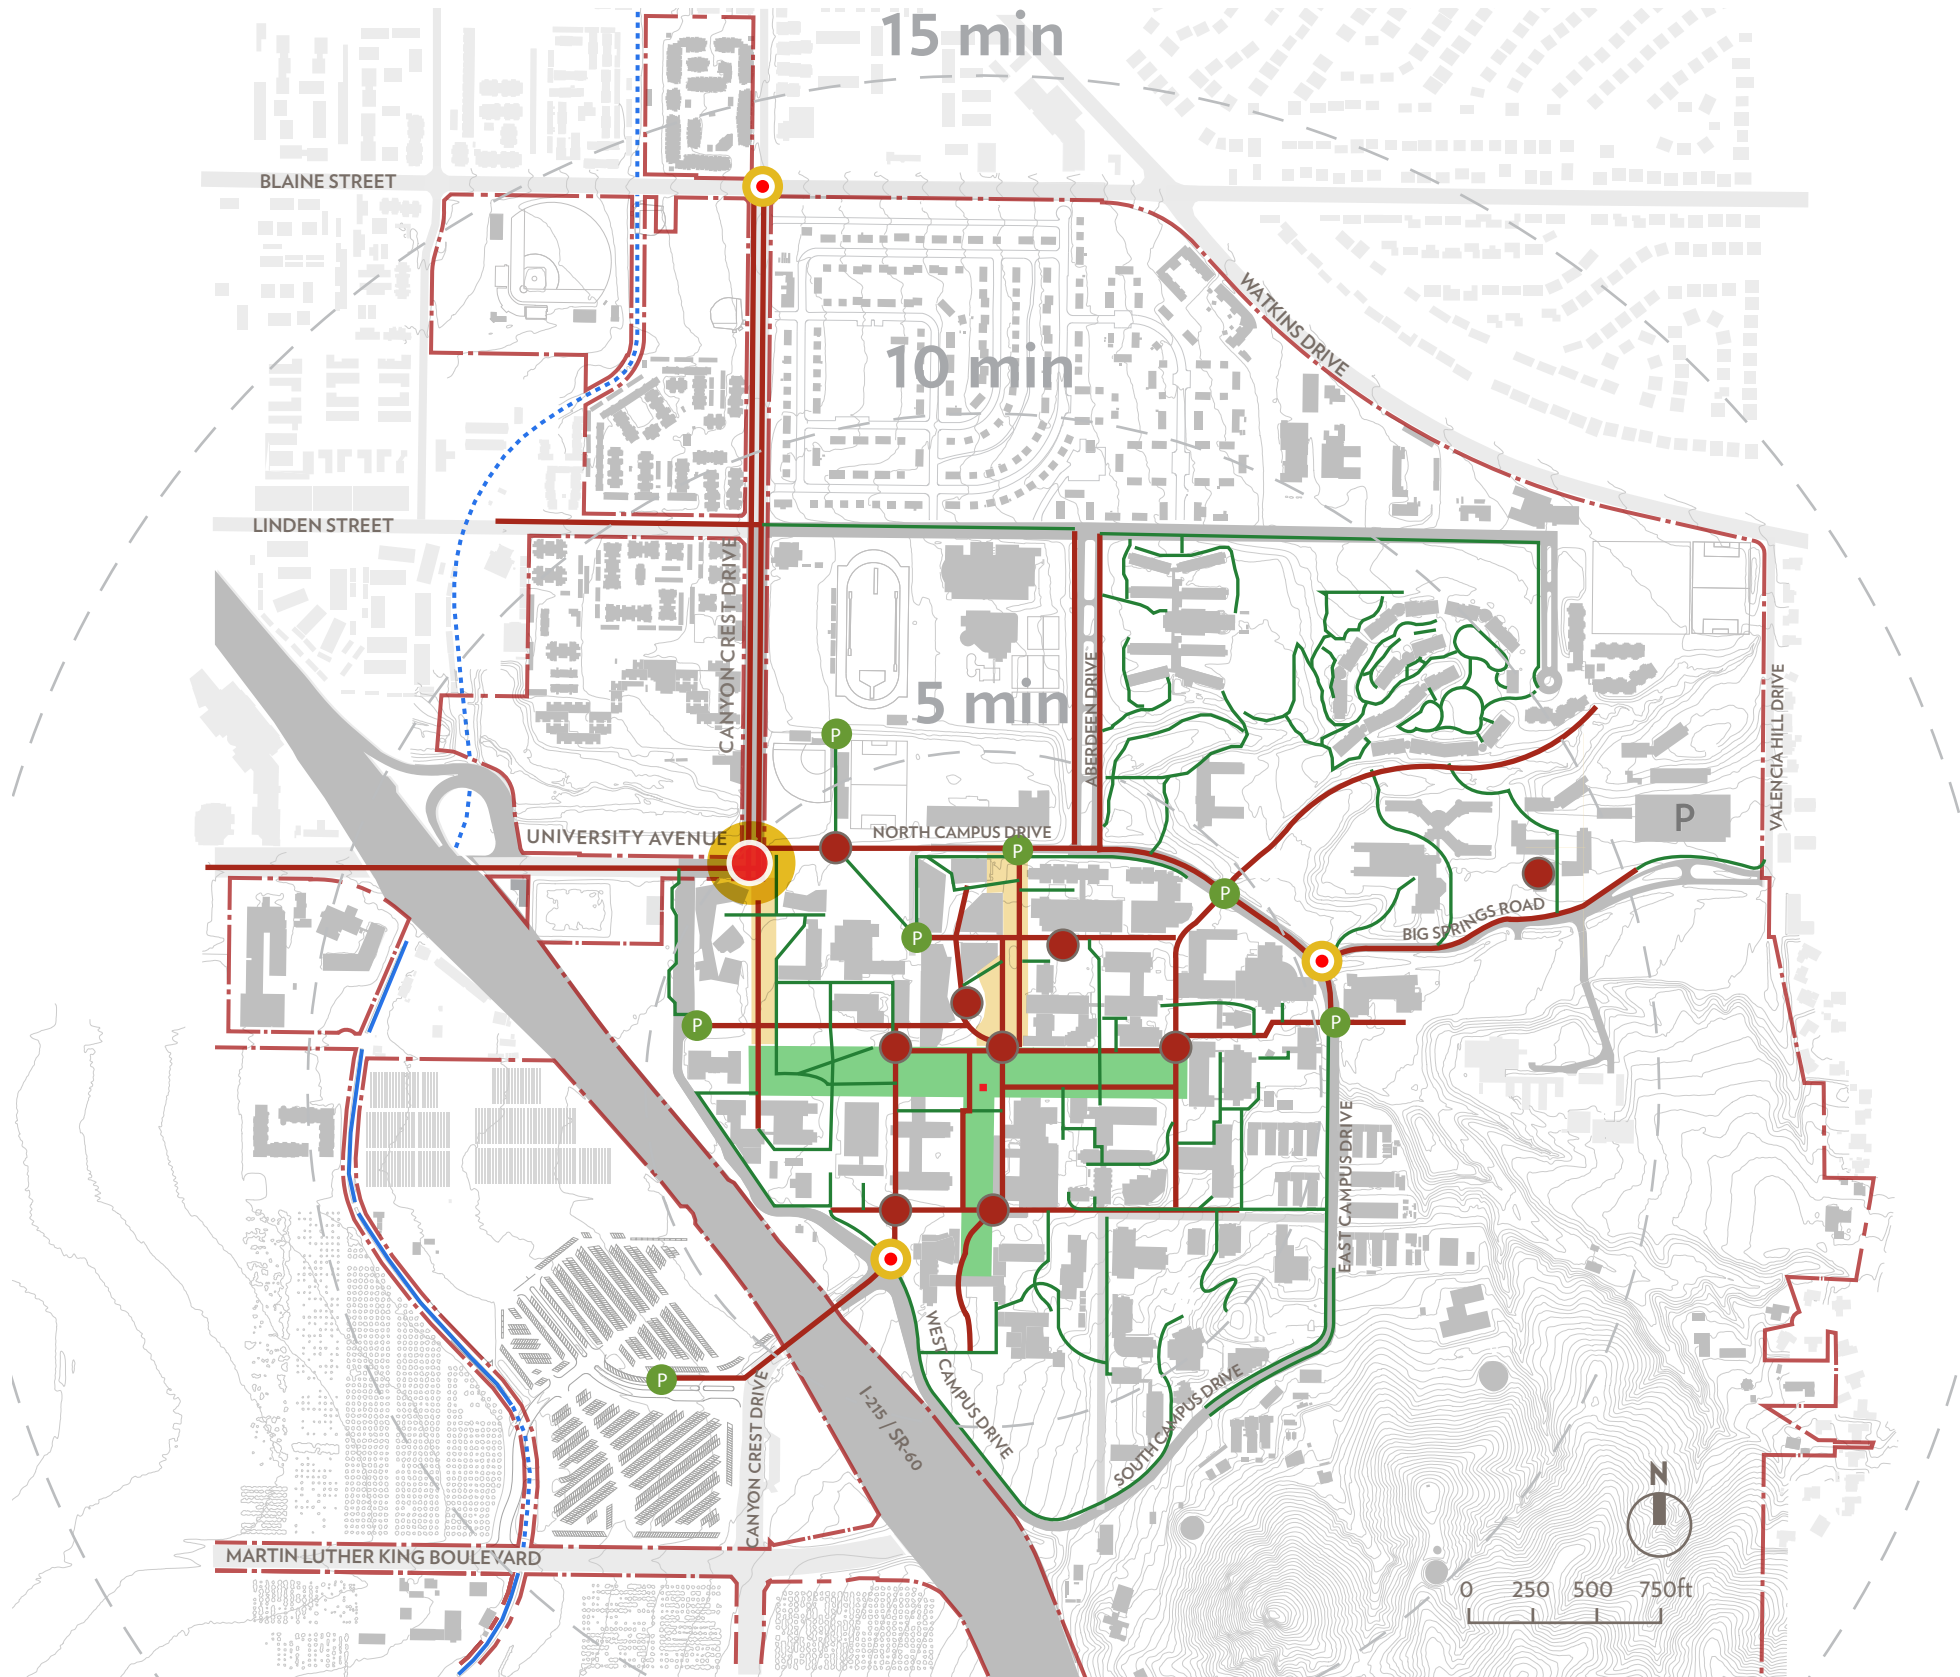 15 min
BLAINE STREET
WATKINS DRIVE
10 min
LINDEN STREET
CANYON CREST DRIVE
5 min
ABERDEEN DRIVE
VALENCIA HILL DRIVE
P
P
UNIVERSITY AVENUE
NORTH CAMPUS DRIVE
P
P
P
BIG SPRINGS ROAD
P
P
EAST CAMPUS DRIVE
WEST CAMPUS DRIVE
P
CANYON CREST DRIVE
I-215 / SR-60
SOUTH CAMPUS DRIVE
N
MARTIN LUTHER KING BOULEVARD
0 250 500 750ft